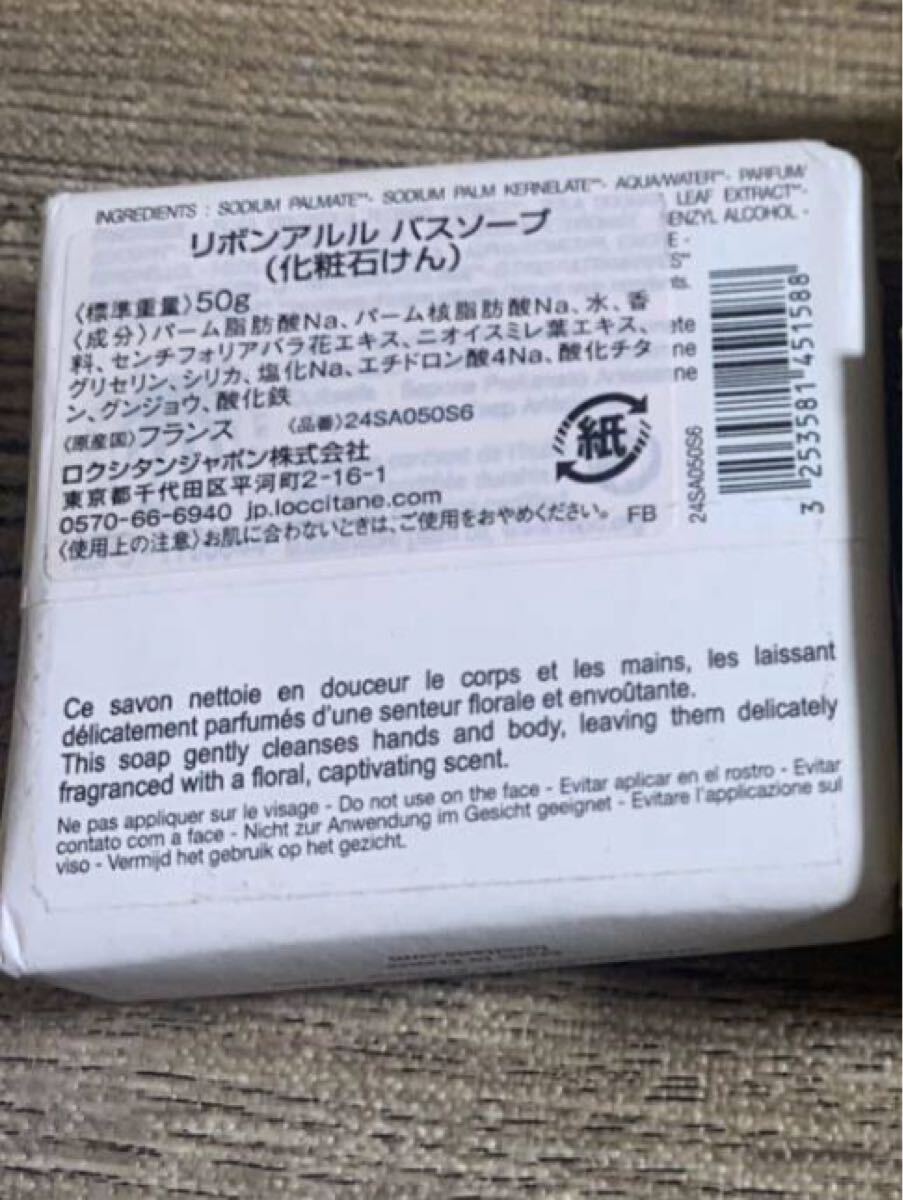 INGREDIENTS : SODIUM PALMATE**- SODIUM PALM KERNELATE**- AQUA/WATER**- PARFUM/
LEAF EXTRACT**-
ENZYL ALCOHOL -
E -
S**
リボンアルル バスソープ
(化粧石けん)
〈標準重量〉50g
〈成分〉パーム脂肪酸Na、パーム核脂肪酸Na、水、香
料、センチフォリアバラ花エキス、ニオイスミレ葉エキス、
グリセリン、シリカ、塩化Na、エチドロン酸4Na、酸化チタ
ン、グンジョウ、酸化鉄
〈原産国〉フランス 〈品番〉24SA050S6
ロクシタンジャポン株式会社
東京都千代田区平河町2-16-1
0570-66-6940 jp.loccitane.com
〈使用上の注意〉お肌に合わないときは、ご使用をおやめください。 FB
紙
nts.
ate
ne
ne
24SA050S6
3 253581 451588
Ce savon nettoie en douceur le corps et les mains, les laissant
délicatement parfumés d'une senteur florale et envoûtante.
This soap gently cleanses hands and body, leaving them delicately
fragranced with a floral, captivating scent.
Ne pas appliquer sur le visage - Do not use on the face - Evitar aplicar en el rostro - Evitar
contato com a face - Nicht zur Anwendung im Gesicht geeignet - Evitare l'applicazione sul
viso - Vermijd het gebruik op het gezicht.